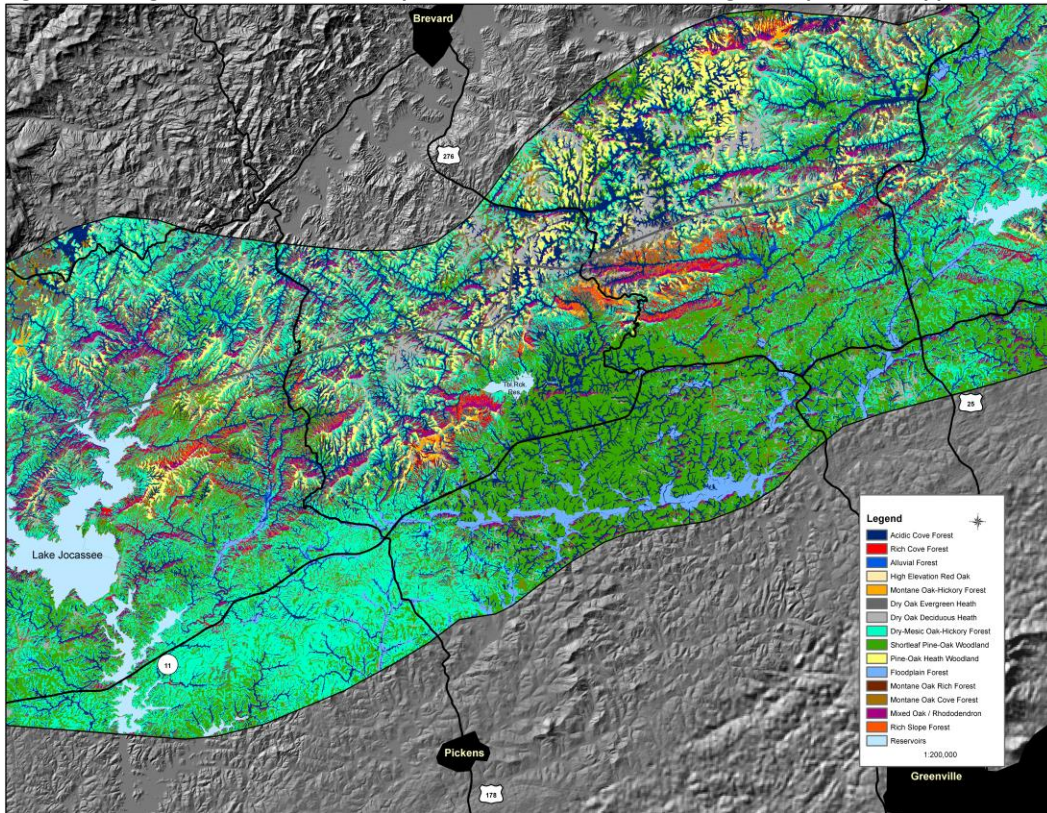 Brevard
276
Tbl Rok
Res.
25
Lake Jocassee
11
Pickens
178
Greenville
Legend
Acidic Cove Forest
Rich Cove Forest
Alluvial Forest
High Elevation Red Oak
Montane Oak-Hickory Forest
Dry Oak Evergreen Heath
Dry Oak Deciduous Heath
Dry-Mesic Oak-Hickory Forest
Shortleaf Pine-Oak Woodland
Pine-Oak Heath Woodland
Floodplain Forest
Montane Oak Rich Forest
Montane Oak Cove Forest
Mixed Oak / Rhododendron
Rich Slope Forest
Reservoirs
1:200,000